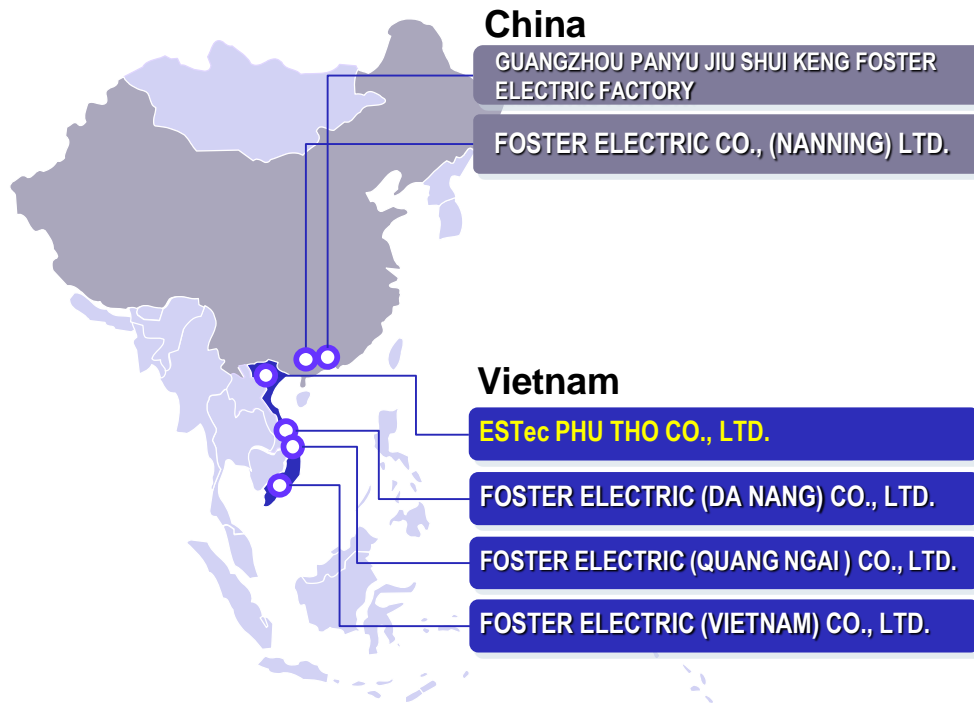 China
GUANGZHOU PANYU JIU SHUI KENG FOSTER
ELECTRIC FACTORY
FOSTER ELECTRIC CO., (NANNING) LTD.
Vietnam
ESTec PHU THO CO., LTD.
FOSTER ELECTRIC (DA NANG) CO., LTD.
FOSTER ELECTRIC (QUANG NGAI ) CO., LTD.
FOSTER ELECTRIC (VIETNAM) CO., LTD.